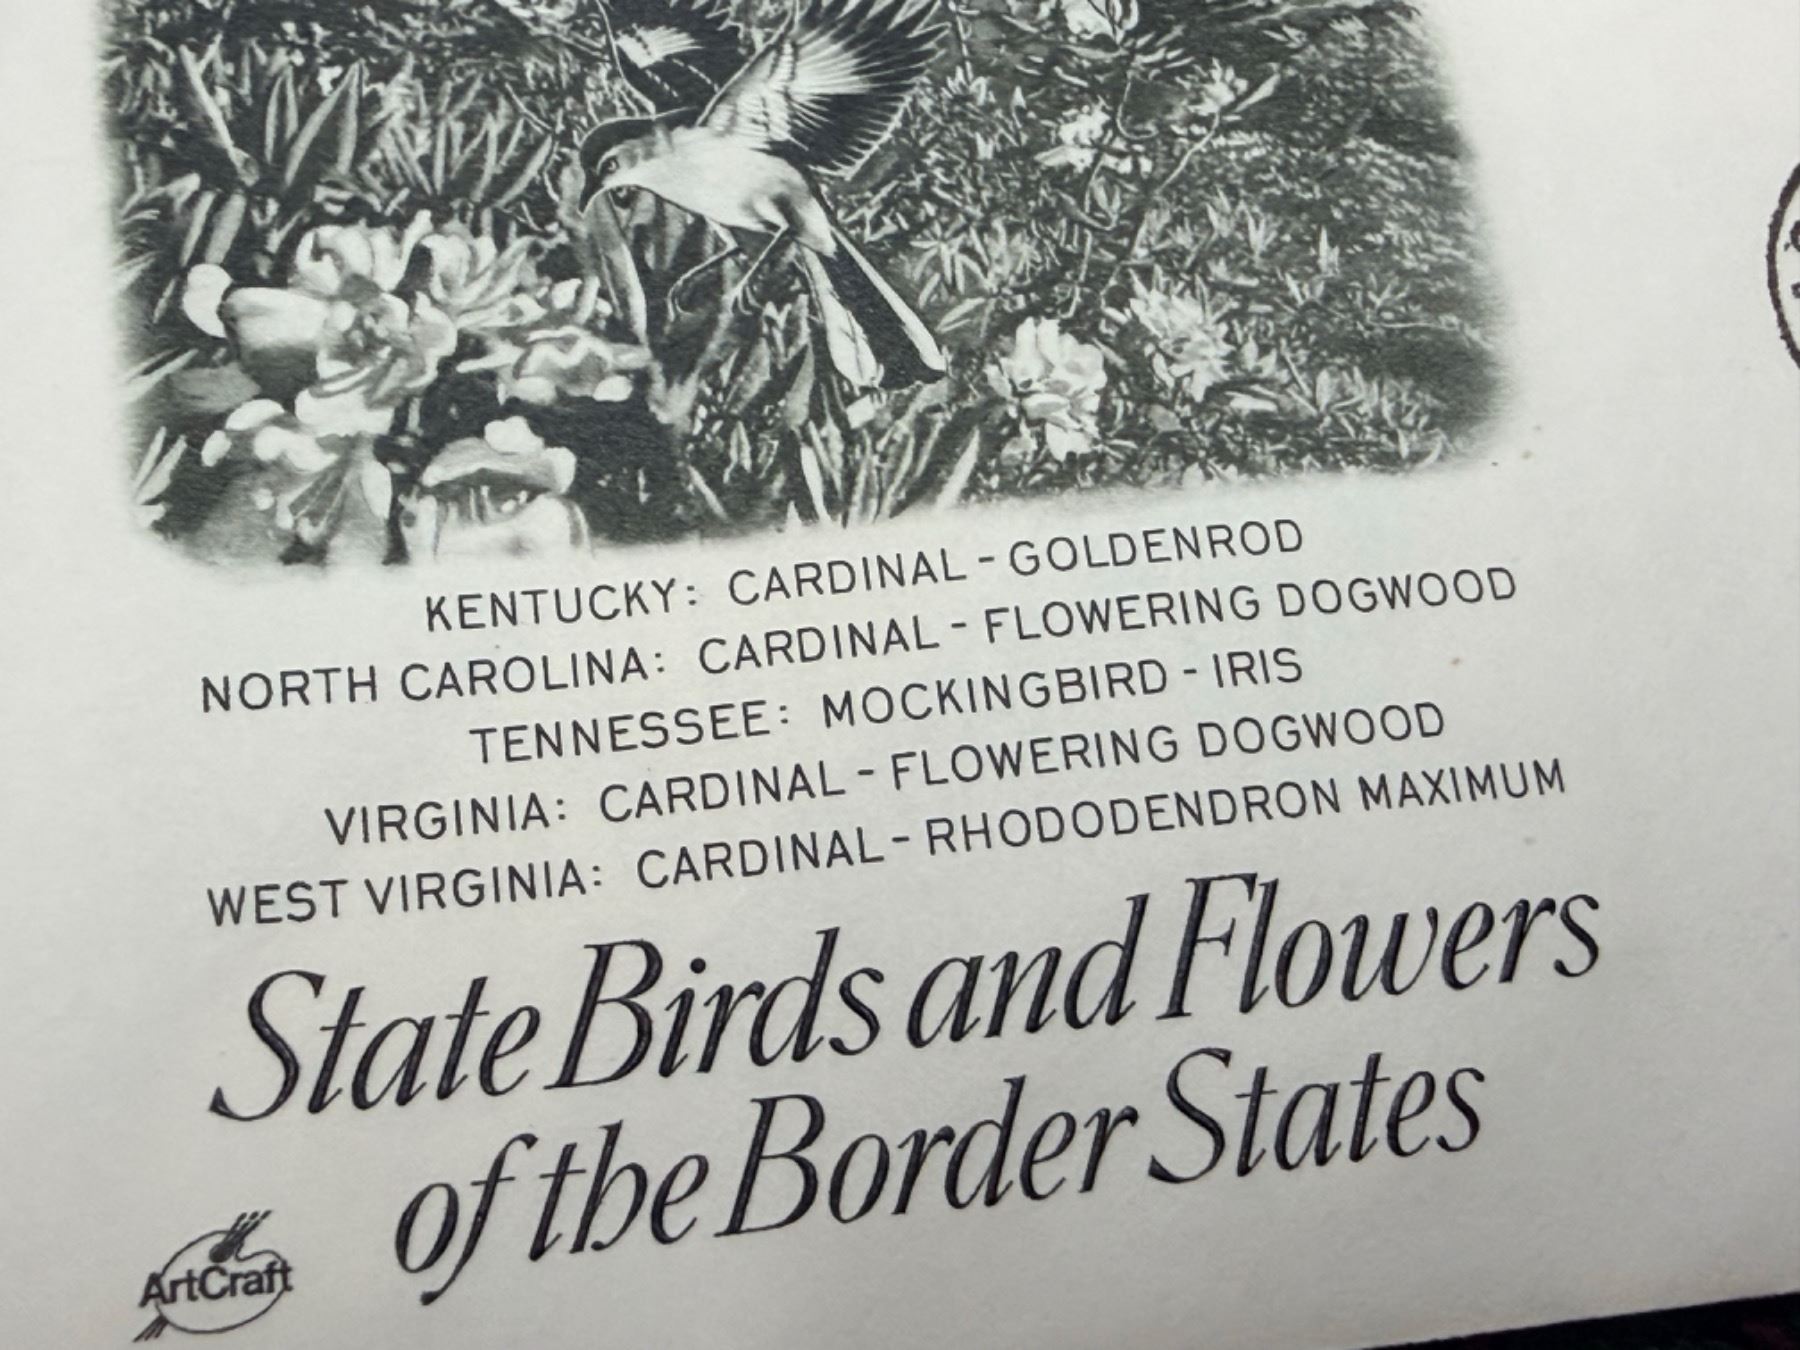 KENTUCKY: CARDINAL - GOLDENROD
NORTH CAROLINA: CARDINAL - FLOWERING DOGWOOD
TENNESSEE: MOCKINGBIRD - IRIS
VIRGINIA: CARDINAL - FLOWERING DOGWOOD
WEST VIRGINIA: CARDINAL - RHODODENDRON MAXIMUM
State Birds and Flowers
of the Border States
ArtCraft